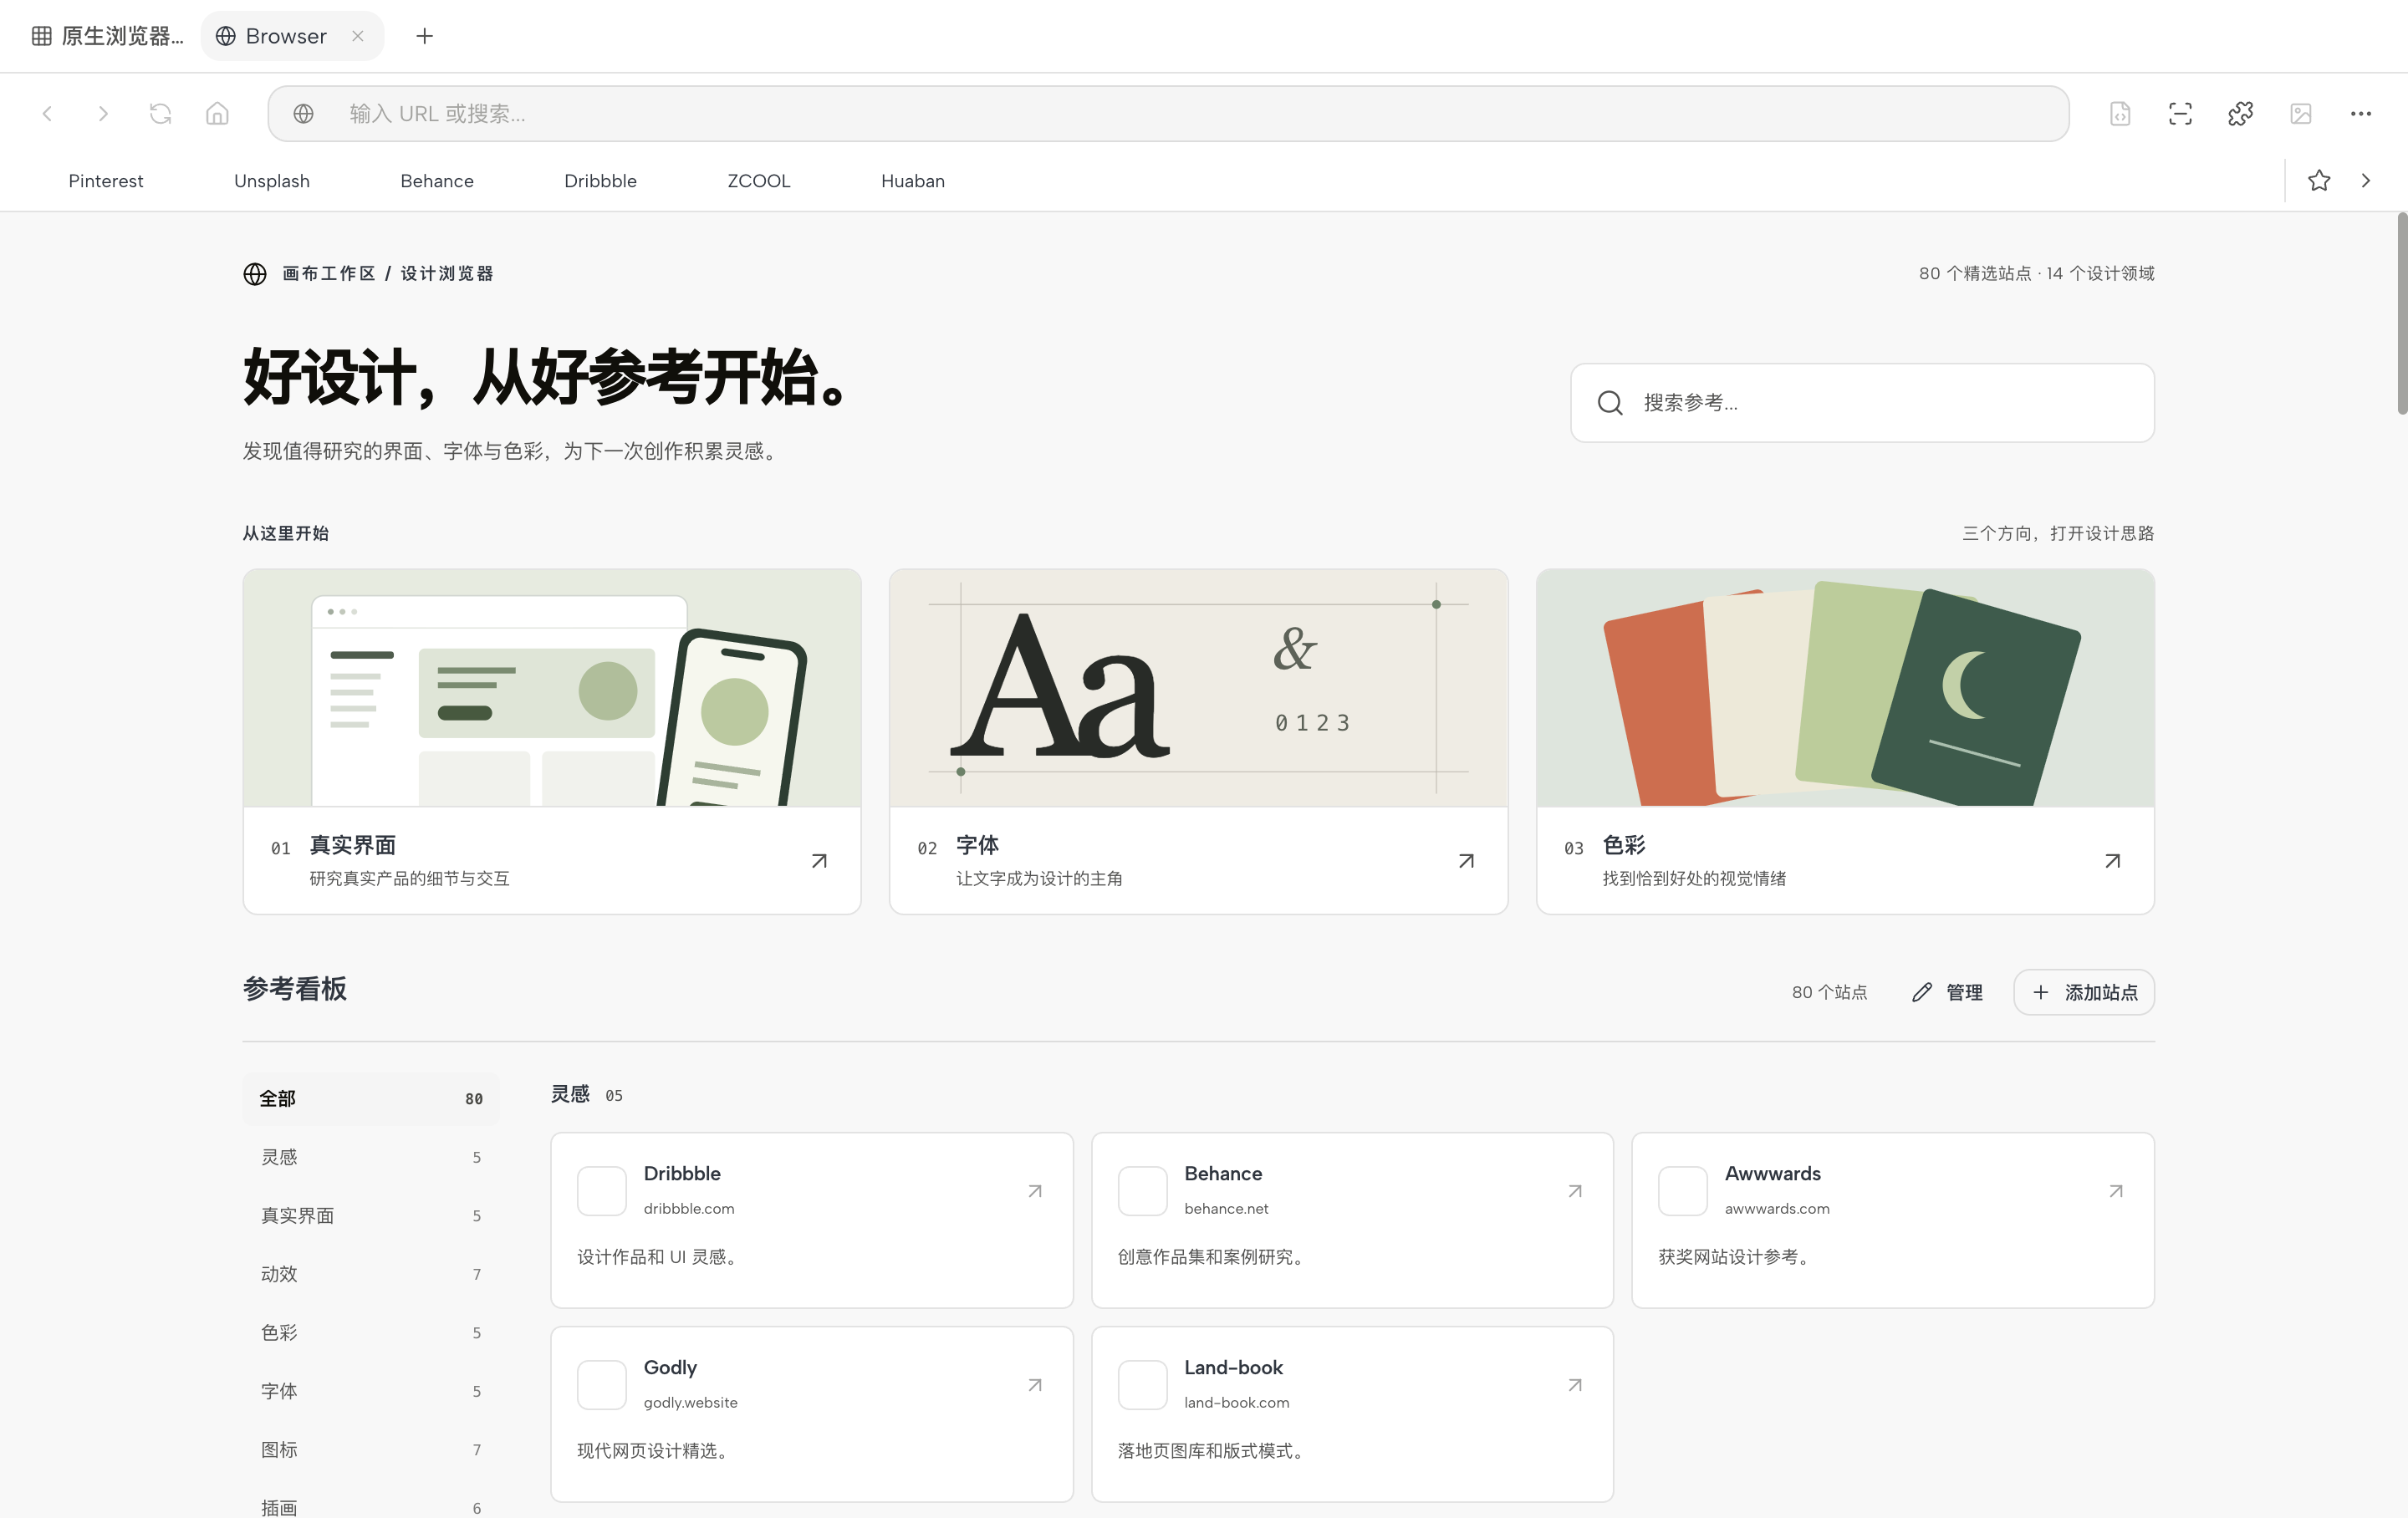 原生浏览器...
Browser
输入 URL 或搜索...
Pinterest
Unsplash
Behance
Dribbble
ZCOOL
Huaban
画布工作区 / 设计浏览器
80 个精选站点 · 14 个设计领域
好设计，从好参考开始。
发现值得研究的界面、字体与色彩，为下一次创作积累灵感。
搜索参考...
从这里开始
三个方向，打开设计思路
Aa
&
0123
01 真实界面
研究真实产品的细节与交互
02 字体
让文字成为设计的主角
03 色彩
找到恰到好处的视觉情绪
参考看板
80 个站点
管理
添加站点
全部 80
灵感 5
真实界面 5
动效 7
色彩 5
字体 5
图标 7
插画 6
灵感 05
Dribbble
dribbble.com
设计作品和 UI 灵感。
Behance
behance.net
创意作品集和案例研究。
Awwwards
awwwards.com
获奖网站设计参考。
Godly
godly.website
现代网页设计精选。
Land-book
land-book.com
落地页图库和版式模式。